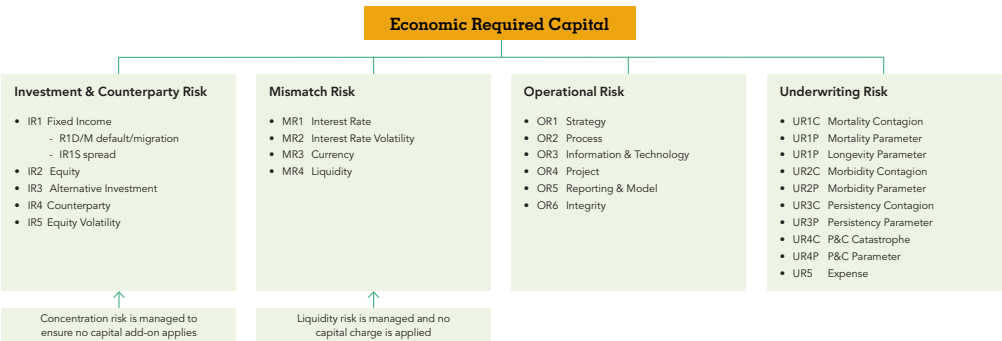 Economic Required Capital
Investment & Counterparty Risk
• IR1 Fixed Income
- R1D/M default/migration
- IR1S spread
• IR2 Equity
• IR3 Alternative Investment
• IR4 Counterparty
• IR5 Equity Volatility
Concentration risk is managed to
ensure no capital add-on applies
Mismatch Risk
• MR1 Interest Rate
• MR2 Interest Rate Volatility
• MR3 Currency
• MR4 Liquidity
Liquidity risk is managed and no
capital charge is applied
Operational Risk
• OR1 Strategy
• OR2 Process
• OR3 Information & Technology
• OR4 Project
• OR5 Reporting & Model
• OR6 Integrity
Underwriting Risk
• UR1C Mortality Contagion
• UR1P Mortality Parameter
• UR1P Longevity Parameter
• UR2C Morbidity Contagion
• UR2P Morbidity Parameter
• UR3C Persistency Contagion
• UR3P Persistency Parameter
• UR4C P&C Catastrophe
• UR4P P&C Parameter
• UR5 Expense